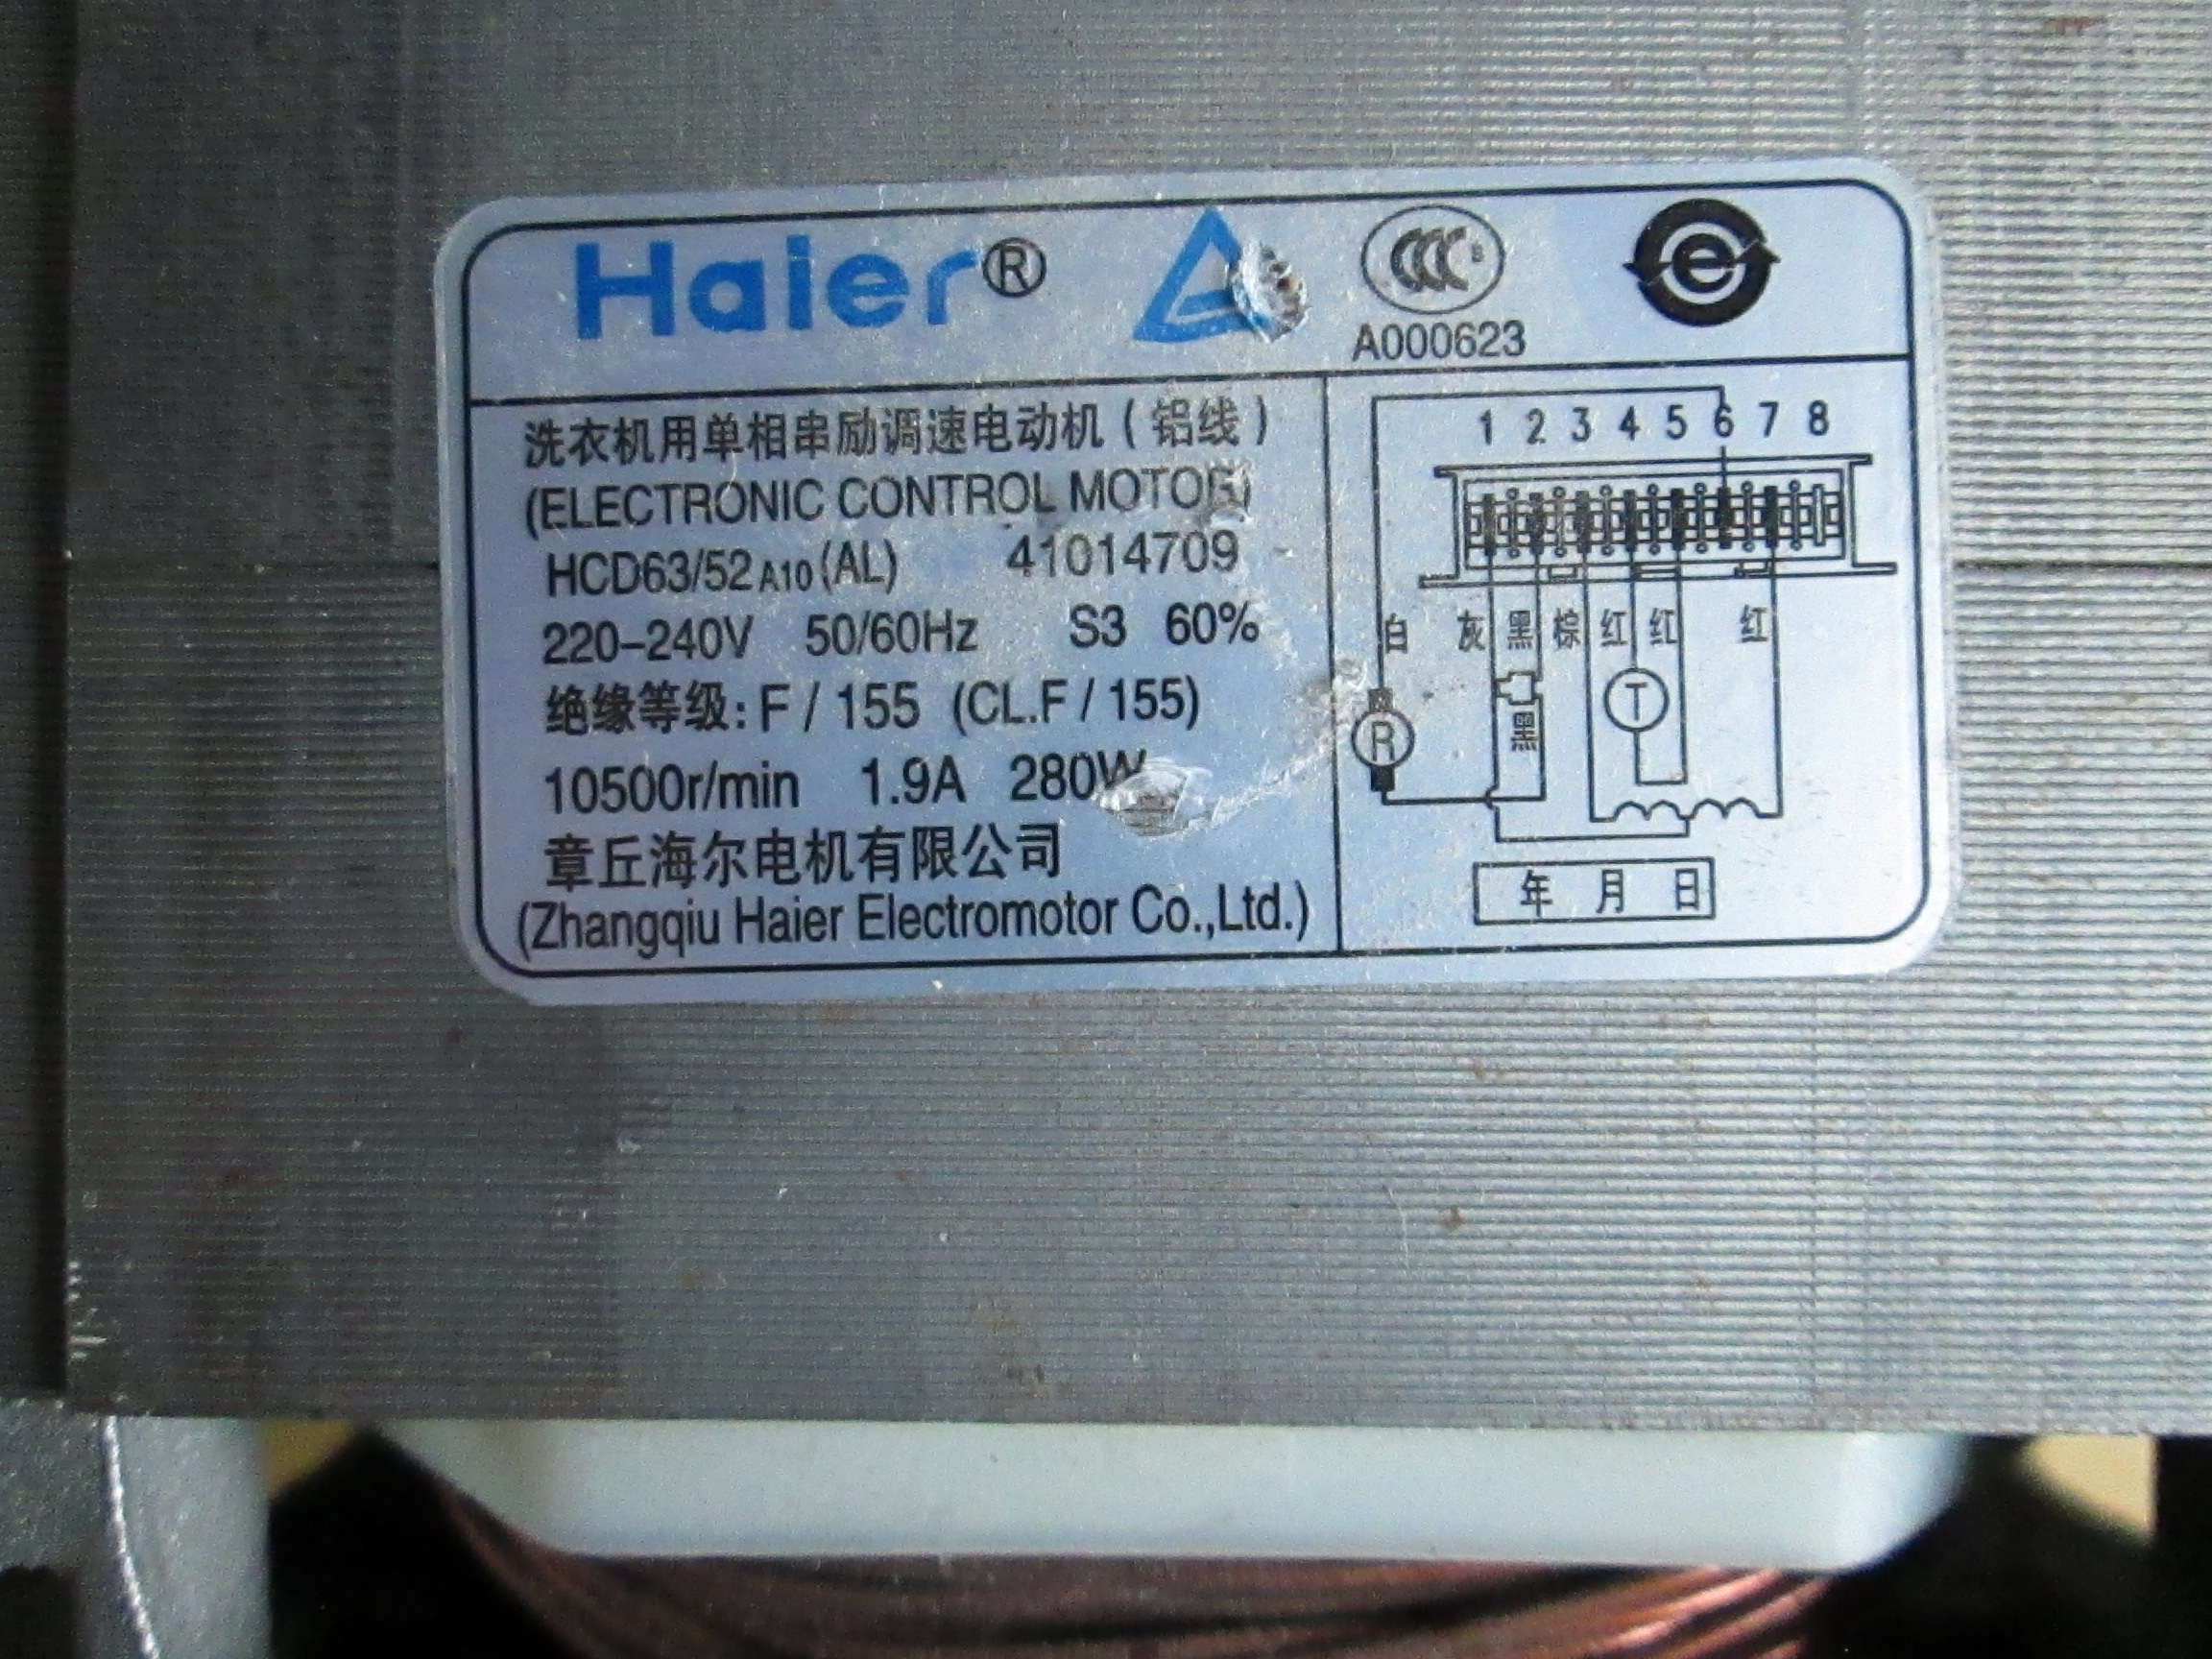 Haier®
A000623
洗衣机用单相串励调速电动机（铝线）
(ELECTRONIC CONTROL MOTOR)
HCD63/52 A10 (AL) 41014709
220-240V 50/60Hz S3 60%
绝缘等级: F / 155 (CL.F / 155)
10500r/min 1.9A 280W
章丘海尔电机有限公司
(Zhangqiu Haier Electromotor Co.,Ltd.)
1 2 3 4 5 6 7 8
白 灰 黑 棕 红 红 红
T
黑
R
年 月 日